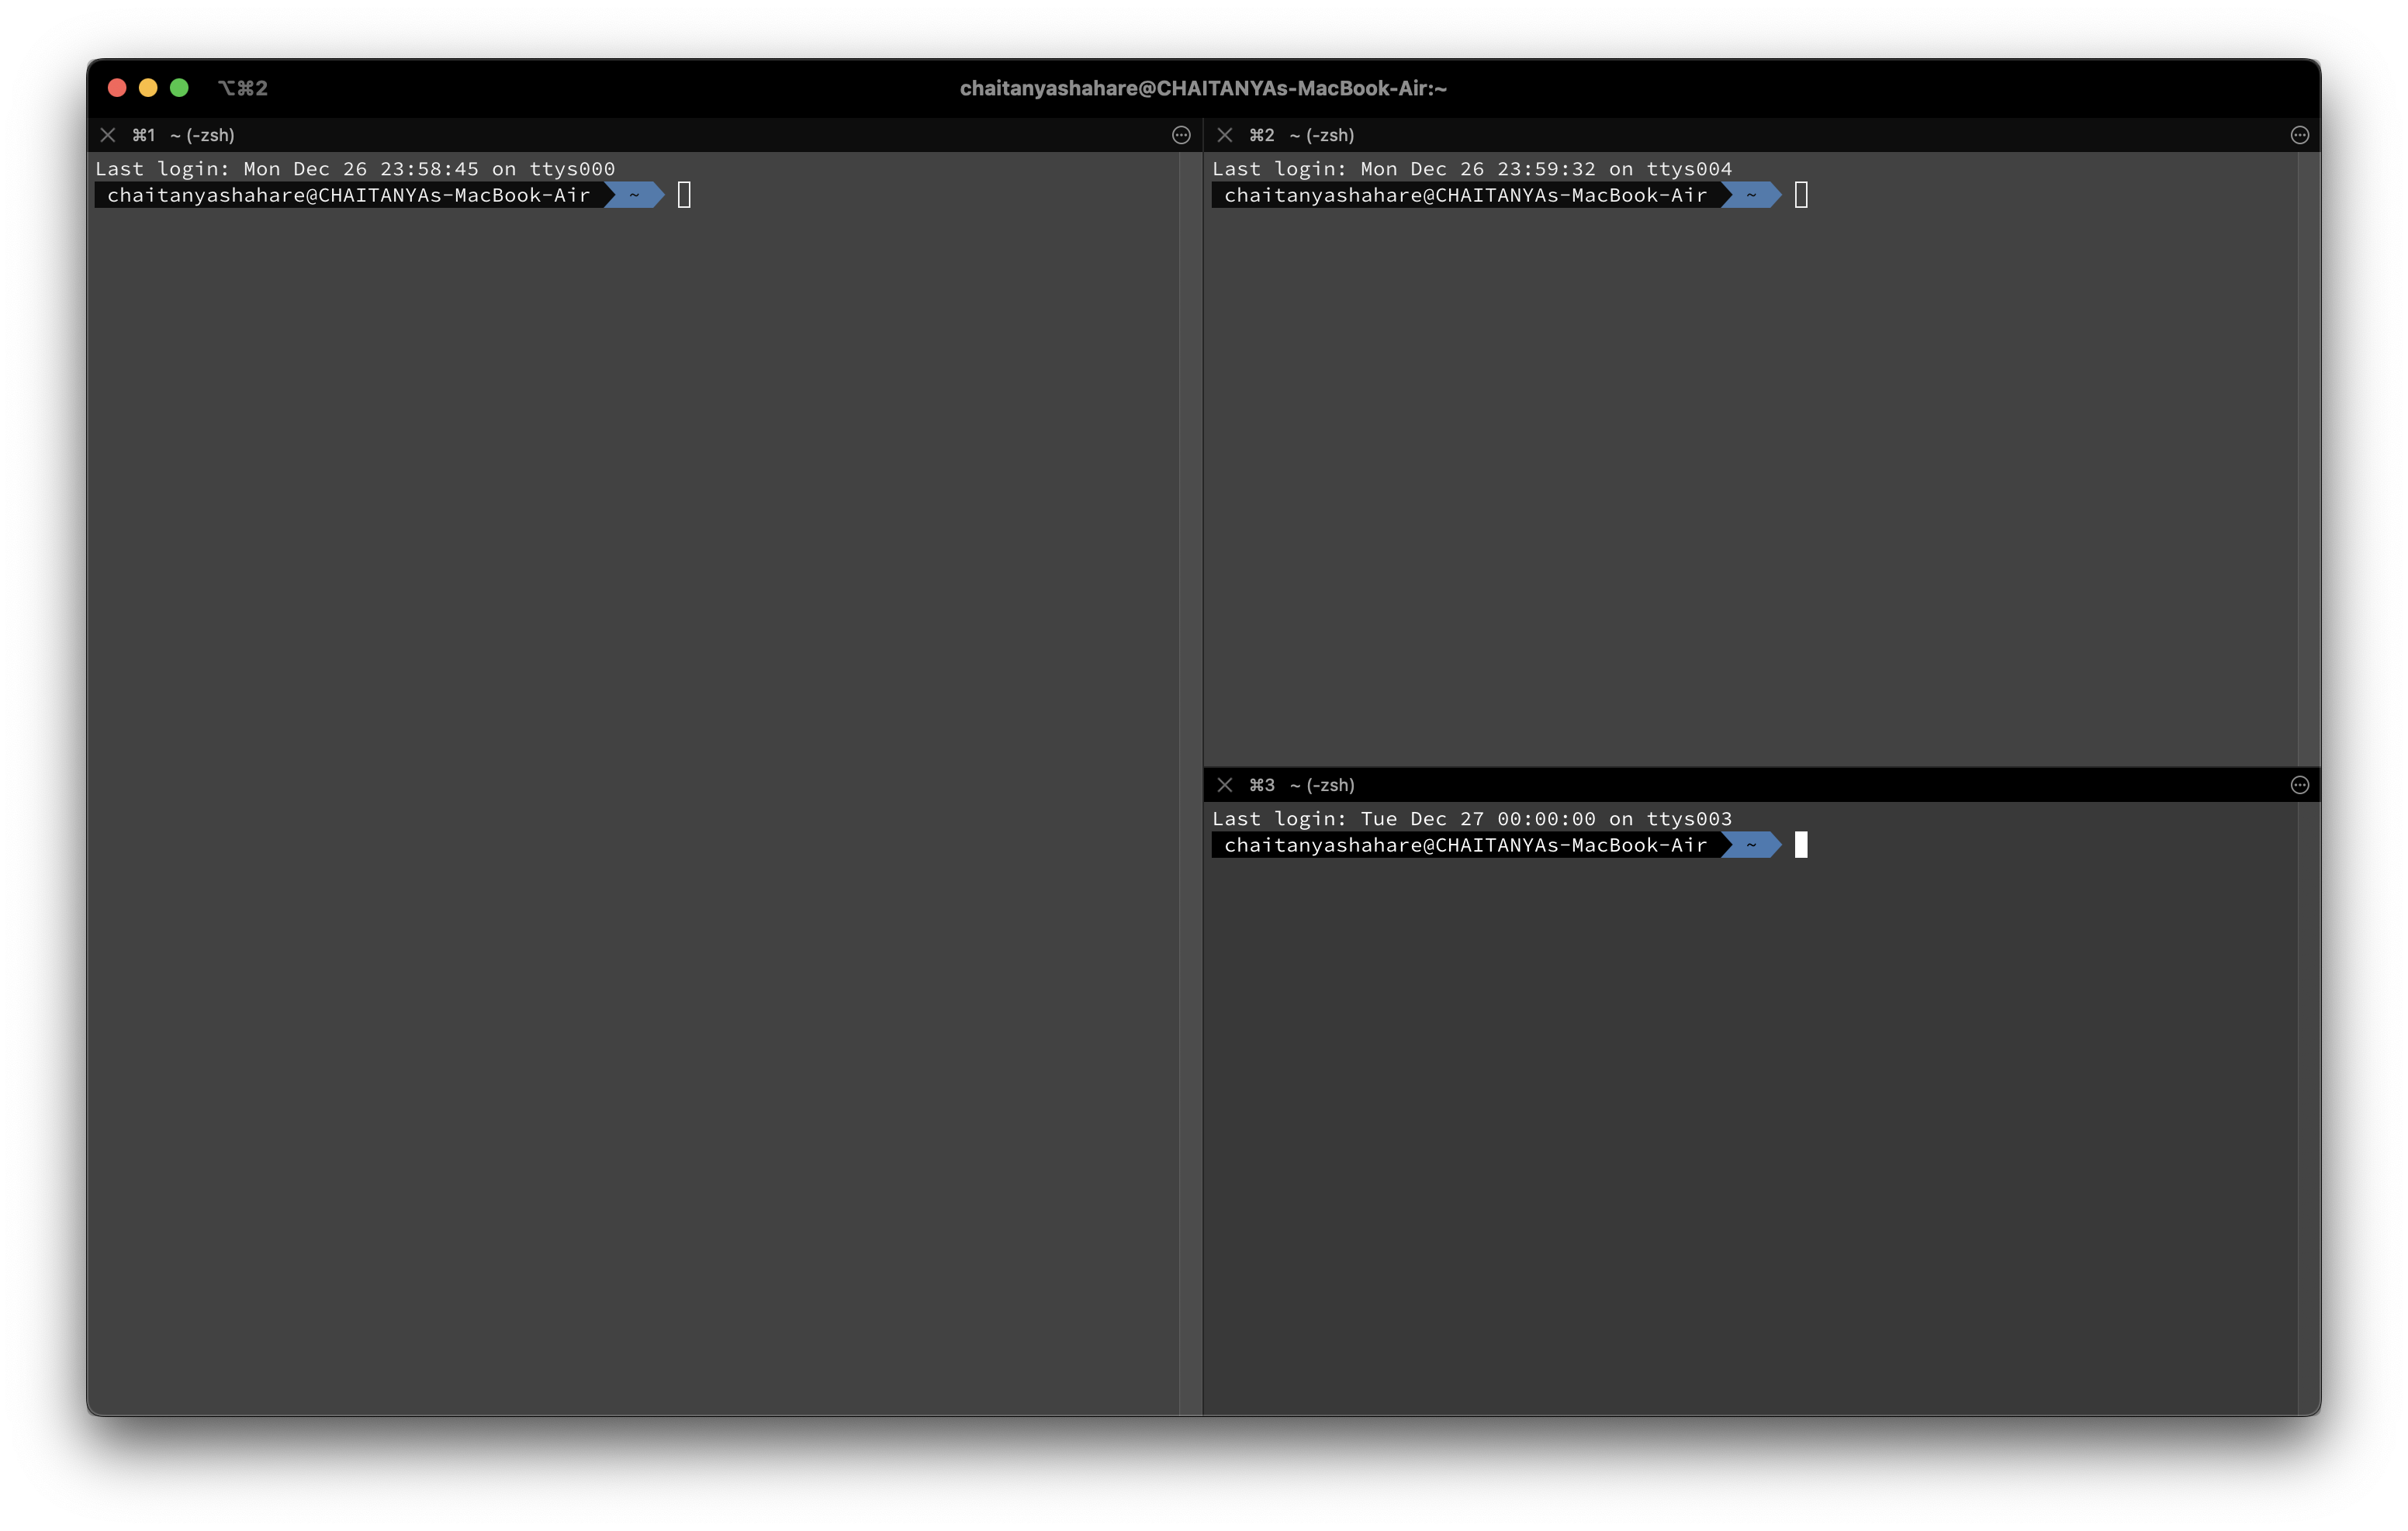 ⌥⌘2
chaitanyashahare@CHAITANYAs-MacBook-Air:~
⌘1 ~ (-zsh)
Last login: Mon Dec 26 23:58:45 on ttys000
chaitanyashahare@CHAITANYAs-MacBook-Air ~
⌘2 ~ (-zsh)
Last login: Mon Dec 26 23:59:32 on ttys004
chaitanyashahare@CHAITANYAs-MacBook-Air ~
⌘3 ~ (-zsh)
Last login: Tue Dec 27 00:00:00 on ttys003
chaitanyashahare@CHAITANYAs-MacBook-Air ~